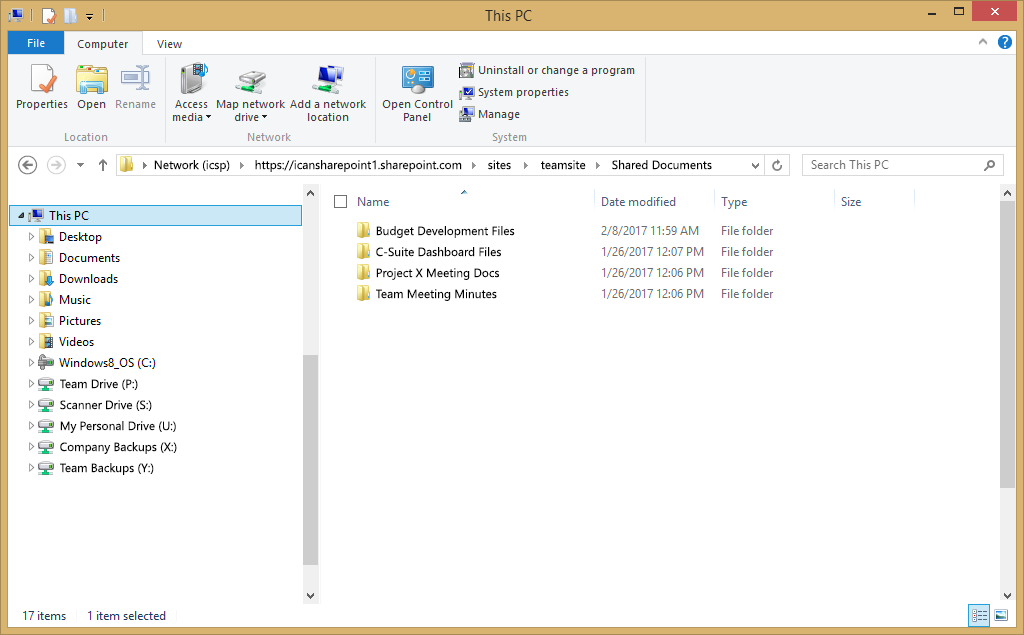 This PC
File Computer View
Properties Open Rename
Access media Map network drive Add a network location
Open Control Panel
Uninstall or change a program
System properties
Manage
Location Network System
Network (icsp) https://icansharepoint1.sharepoint.com sites teamsite Shared Documents
Search This PC
This PC
Desktop
Documents
Downloads
Music
Pictures
Videos
Windows8_OS (C:)
Team Drive (P:)
Scanner Drive (S:)
My Personal Drive (U:)
Company Backups (X:)
Team Backups (Y:)
Name Date modified Type Size
Budget Development Files 2/8/2017 11:59 AM File folder
C-Suite Dashboard Files 1/26/2017 12:07 PM File folder
Project X Meeting Docs 1/26/2017 12:06 PM File folder
Team Meeting Minutes 1/26/2017 12:06 PM File folder
17 items 1 item selected